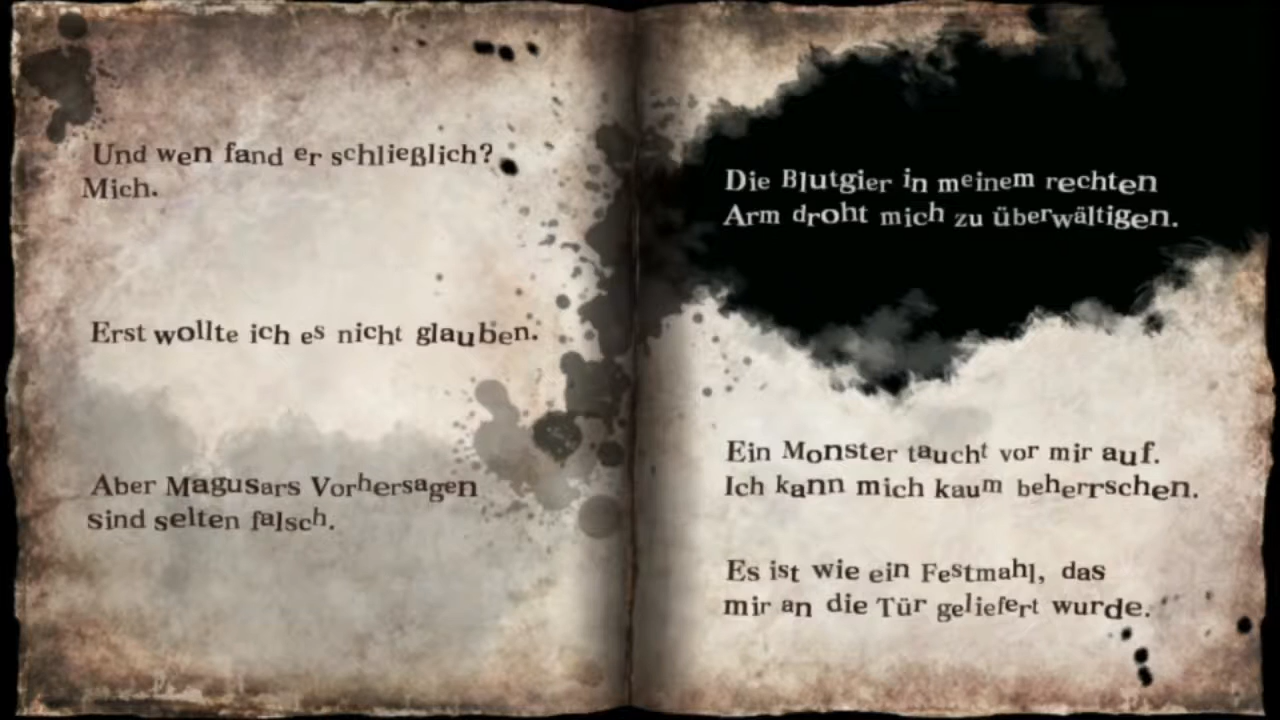 Und wen fand er schließlich?
Mich.
Erst wollte ich es nicht glauben.
Aber Magusars Vorhersagen
sind selten falsch.
Die Blutgier in meinem rechten
Arm droht mich zu überwältigen.
Ein Monster taucht vor mir auf.
Ich kann mich kaum beherrschen.
Es ist wie ein Festmahl, das
mir an die Tür geliefert wurde.